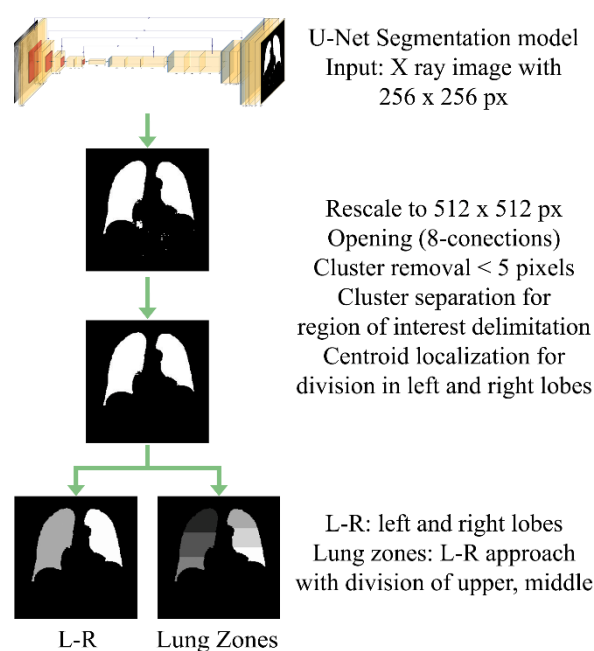 U-Net Segmentation model
Input: X ray image with
256 x 256 px
Rescale to 512 x 512 px
Opening (8-conections)
Cluster removal < 5 pixels
Cluster separation for
region of interest delimitation
Centroid localization for
division in left and right lobes
L-R: left and right lobes
Lung zones: L-R approach
with division of upper, middle
L-R
Lung Zones